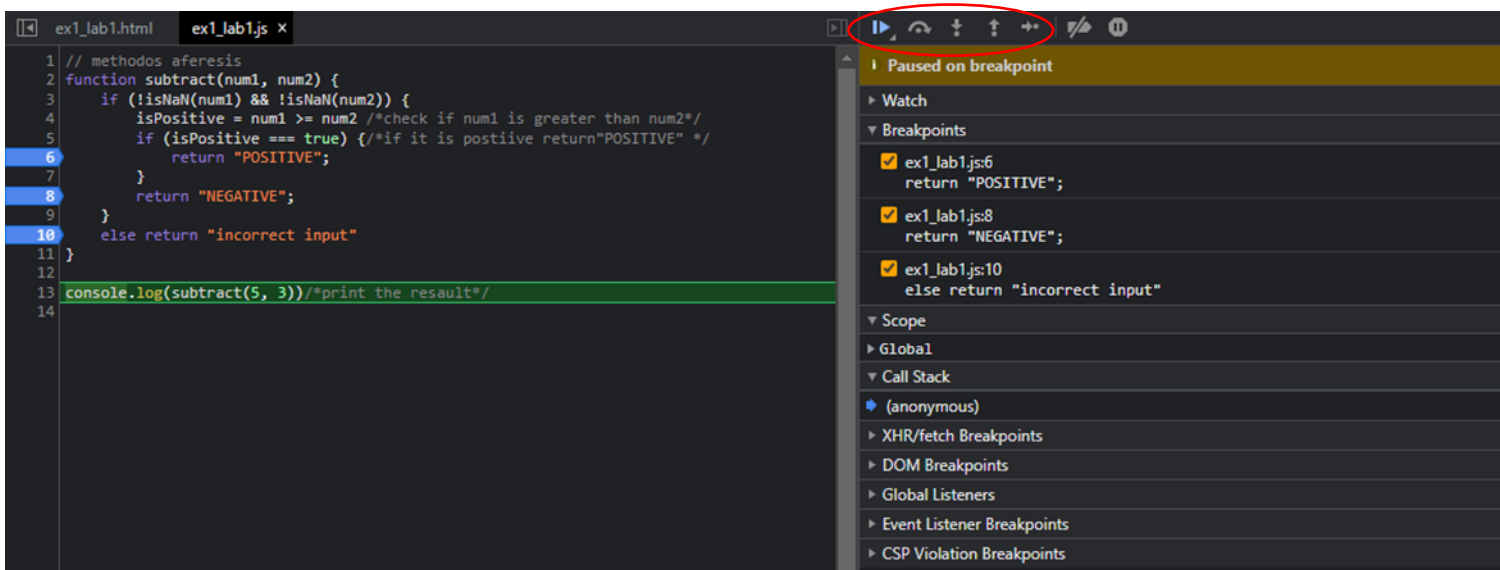 ex1_lab1.html ex1_lab1.js ×
1 // methodos aferesis
2 function subtract(num1, num2) {
3 if (!isNaN(num1) && !isNaN(num2)) {
4 isPositive = num1 >= num2 /*check if num1 is greater than num2*/
5 if (isPositive === true) {/*if it is postiive return"POSITIVE" */
6 return "POSITIVE";
7 }
8 return "NEGATIVE";
9 }
10 else return "incorrect input"
11 }
12
13 console.log(subtract(5, 3))/*print the resault*/
14
Paused on breakpoint
Watch
Breakpoints
ex1_lab1.js:6
return "POSITIVE";
ex1_lab1.js:8
return "NEGATIVE";
ex1_lab1.js:10
else return "incorrect input"
Scope
Global
Call Stack
(anonymous)
XHR/fetch Breakpoints
DOM Breakpoints
Global Listeners
Event Listener Breakpoints
CSP Violation Breakpoints